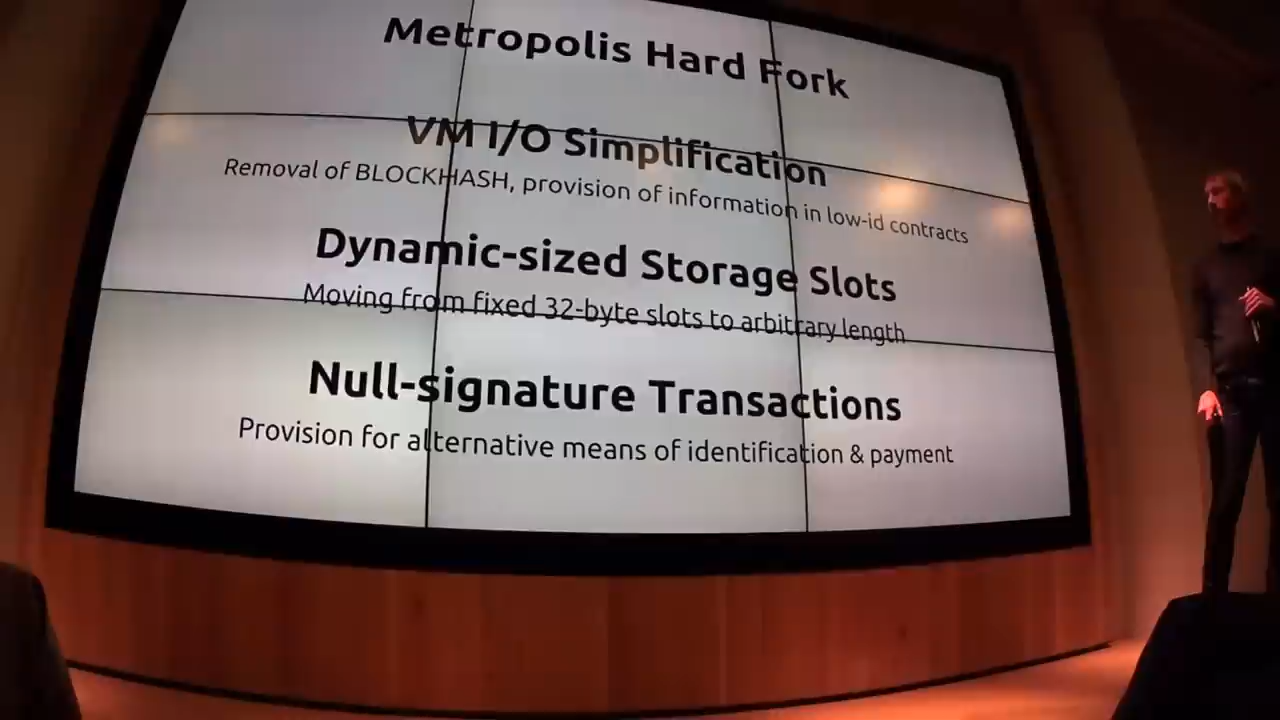 Metropolis Hard Fork
VM I/O Simplification
Removal of BLOCKHASH, provision of information in low-id contracts
Dynamic-sized Storage Slots
Moving from fixed 32-byte slots to arbitrary length
Null-signature Transactions
Provision for alternative means of identification & payment